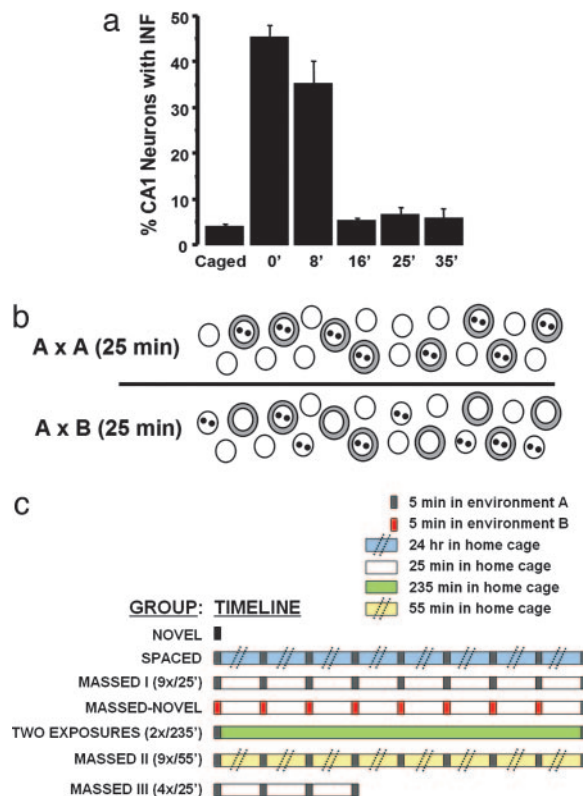 a
% CA1 Neurons with INF
50
40
30
20
10
0
Caged 0' 8' 16' 25' 35'
b
A x A (25 min)
A x B (25 min)
c
5 min in environment A
5 min in environment B
24 hr in home cage
25 min in home cage
235 min in home cage
55 min in home cage
GROUP: TIMELINE
NOVEL
SPACED
MASSED I (9x/25')
MASSED-NOVEL
TWO EXPOSURES (2x/235')
MASSED II (9x/55')
MASSED III (4x/25')